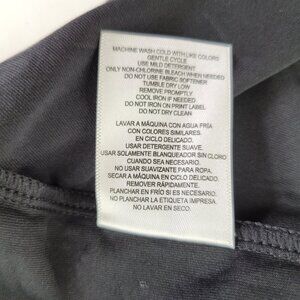 MACHINE WASH COLD WITH LIKE COLORS
GENTLE CYCLE
USE MILD DETERGENT
ONLY NON-CHLORINE BLEACH WHEN NEEDED
DO NOT USE FABRIC SOFTENER
TUMBLE DRY LOW
REMOVE PROMPTLY
COOL IRON IF NEEDED
DO NOT IRON ON PRINT LABEL
DO NOT DRY CLEAN
LAVAR A MÁQUINA CON AGUA FRÍA
CON COLORES SIMILARES.
EN CICLO DELICADO.
USAR DETERGENTE SUAVE.
USAR SOLAMENTE BLANQUEADOR SIN CLORO
CUANDO SEA NECESARIO.
NO USAR SUAVIZANTE PARA ROPA.
SECAR A MÁQUINA EN CICLO DELICADO.
REMOVER RÁPIDAMENTE.
PLANCHAR EN FRÍO SI ES NECESARIO.
NO PLANCHAR LA ETIQUETA IMPRESA.
NO LAVAR EN SECO.